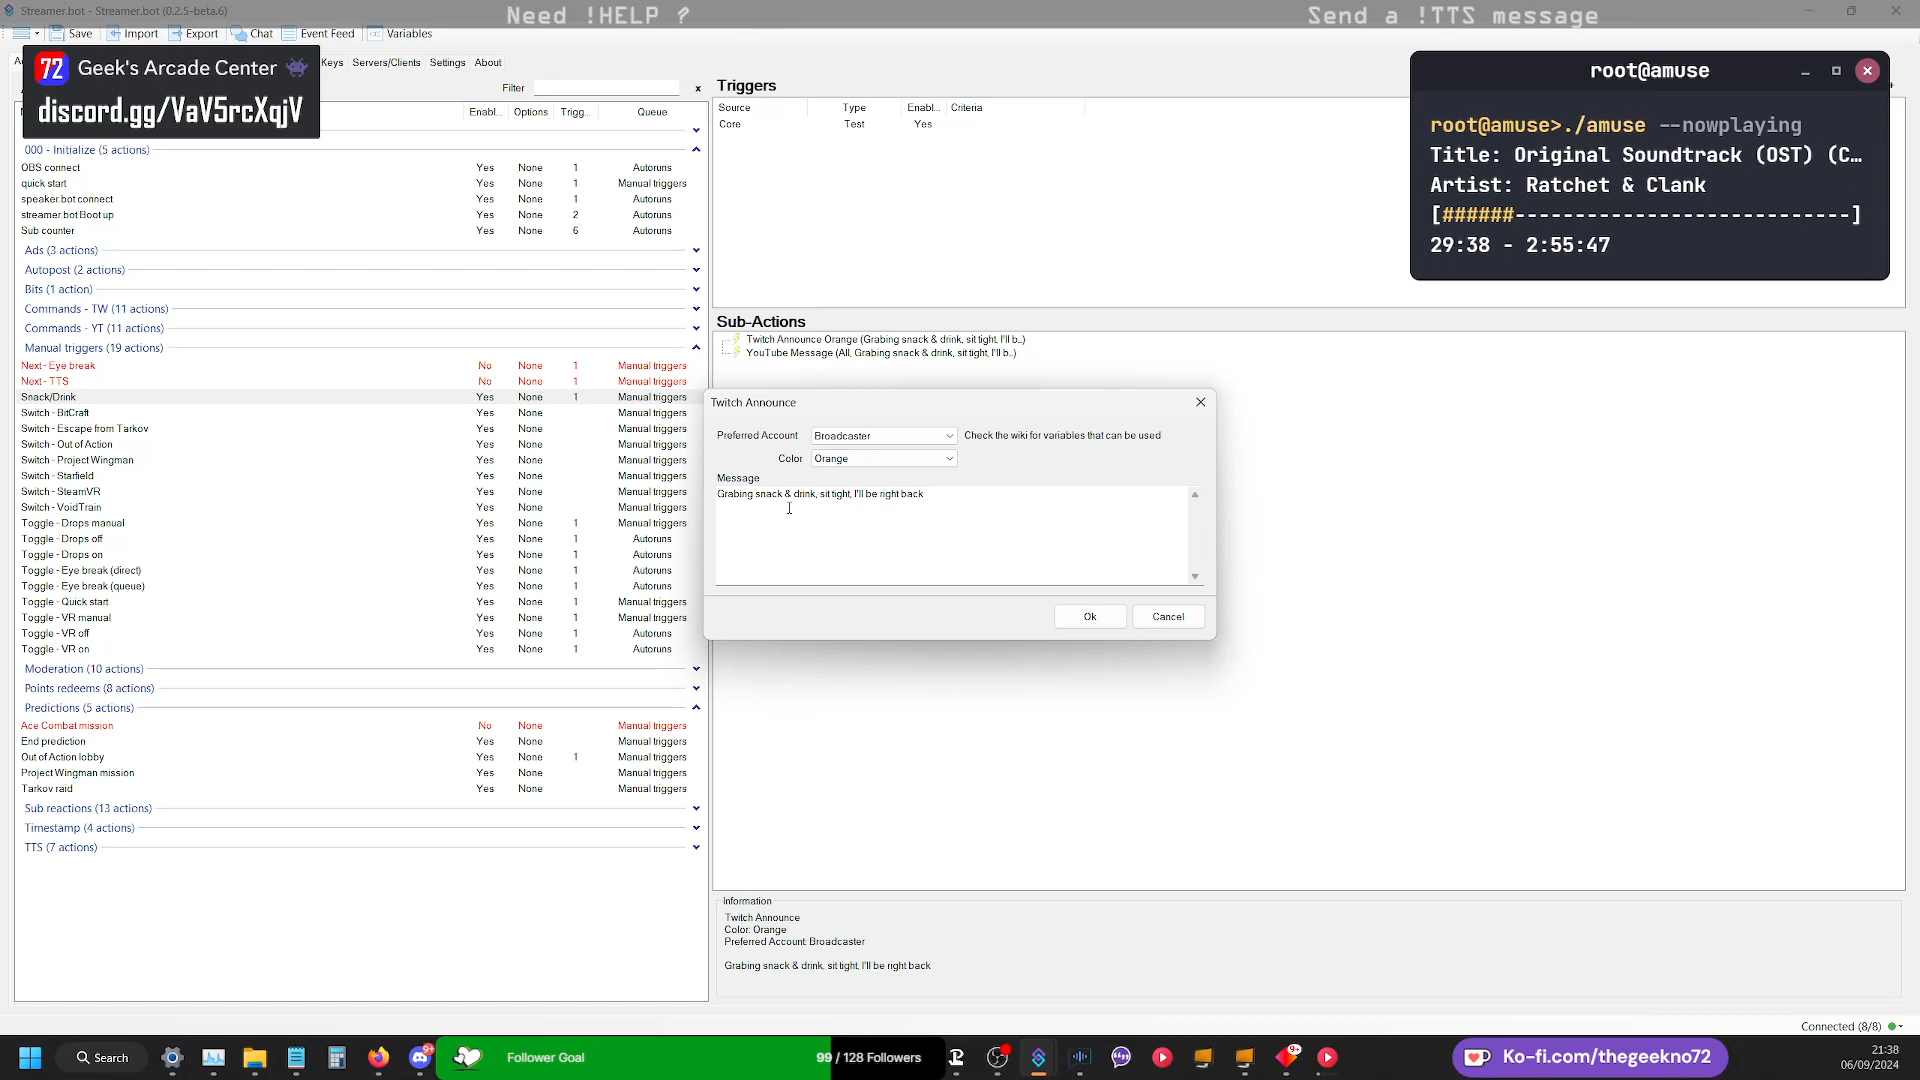 Streamer.bot - Streamer.bot (0.2.5-beta.6)
Need !HELP ?
Send a !TTS message
Save Import Export Chat Event Feed Variables
Keys Servers/Clients Settings About
72 Geek's Arcade Center
discord.gg/VaV5rcXqjV
Filter x
Enabl... Options Trigg... Queue
000 - Initialize (5 actions)
OBS connect Yes None 1 Autoruns
quick start Yes None 1 Manual triggers
speaker.bot connect Yes None 1 Autoruns
streamer.bot Boot up Yes None 2 Autoruns
Sub counter Yes None 6 Autoruns
Ads (3 actions)
Autopost (2 actions)
Bits (1 action)
Commands - TW (11 actions)
Commands - YT (11 actions)
Manual triggers (19 actions)
Next - Eye break No None 1 Manual triggers
Next - TTS No None 1 Manual triggers
Snack/Drink Yes None 1 Manual triggers
Switch - BitCraft Yes None Manual triggers
Switch - Escape from Tarkov Yes None Manual triggers
Switch - Out of Action Yes None Manual triggers
Switch - Project Wingman Yes None Manual triggers
Switch - Starfield Yes None Manual triggers
Switch - SteamVR Yes None Manual triggers
Switch - VoidTrain Yes None Manual triggers
Toggle - Drops manual Yes None 1 Manual triggers
Toggle - Drops off Yes None 1 Autoruns
Toggle - Drops on Yes None 1 Autoruns
Toggle - Eye break (direct) Yes None 1 Autoruns
Toggle - Eye break (queue) Yes None 1 Autoruns
Toggle - Quick start Yes None 1 Manual triggers
Toggle - VR manual Yes None 1 Manual triggers
Toggle - VR off Yes None 1 Autoruns
Toggle - VR on Yes None 1 Autoruns
Moderation (10 actions)
Points redeems (8 actions)
Predictions (5 actions)
Ace Combat mission No None Manual triggers
End prediction Yes None Manual triggers
Out of Action lobby Yes None 1 Manual triggers
Project Wingman mission Yes None Manual triggers
Tarkov raid Yes None Manual triggers
Sub reactions (13 actions)
Timestamp (4 actions)
TTS (7 actions)
Triggers
Source Type Enabl... Criteria
Core Test Yes
root@amuse
root@amuse>./amuse --nowplaying
Title: Original Soundtrack (OST) (C…
Artist: Ratchet & Clank
[######----------------------------]
29:38 - 2:55:47
Sub-Actions
Twitch Announce Orange (Grabing snack & drink, sit tight, I'll b...)
YouTube Message (All, Grabing snack & drink, sit tight, I'll b...)
Twitch Announce
Preferred Account Broadcaster Check the wiki for variables that can be used
Color Orange
Message
Grabing snack & drink, sit tight, I'll be right back
Ok Cancel
Information
Twitch Announce
Color: Orange
Preferred Account: Broadcaster
Grabing snack & drink, sit tight, I'll be right back
Connected (8/8)
Search
9+
Follower Goal 99 / 128 Followers
9+
Ko-fi.com/thegeekno72
21:38
06/09/2024